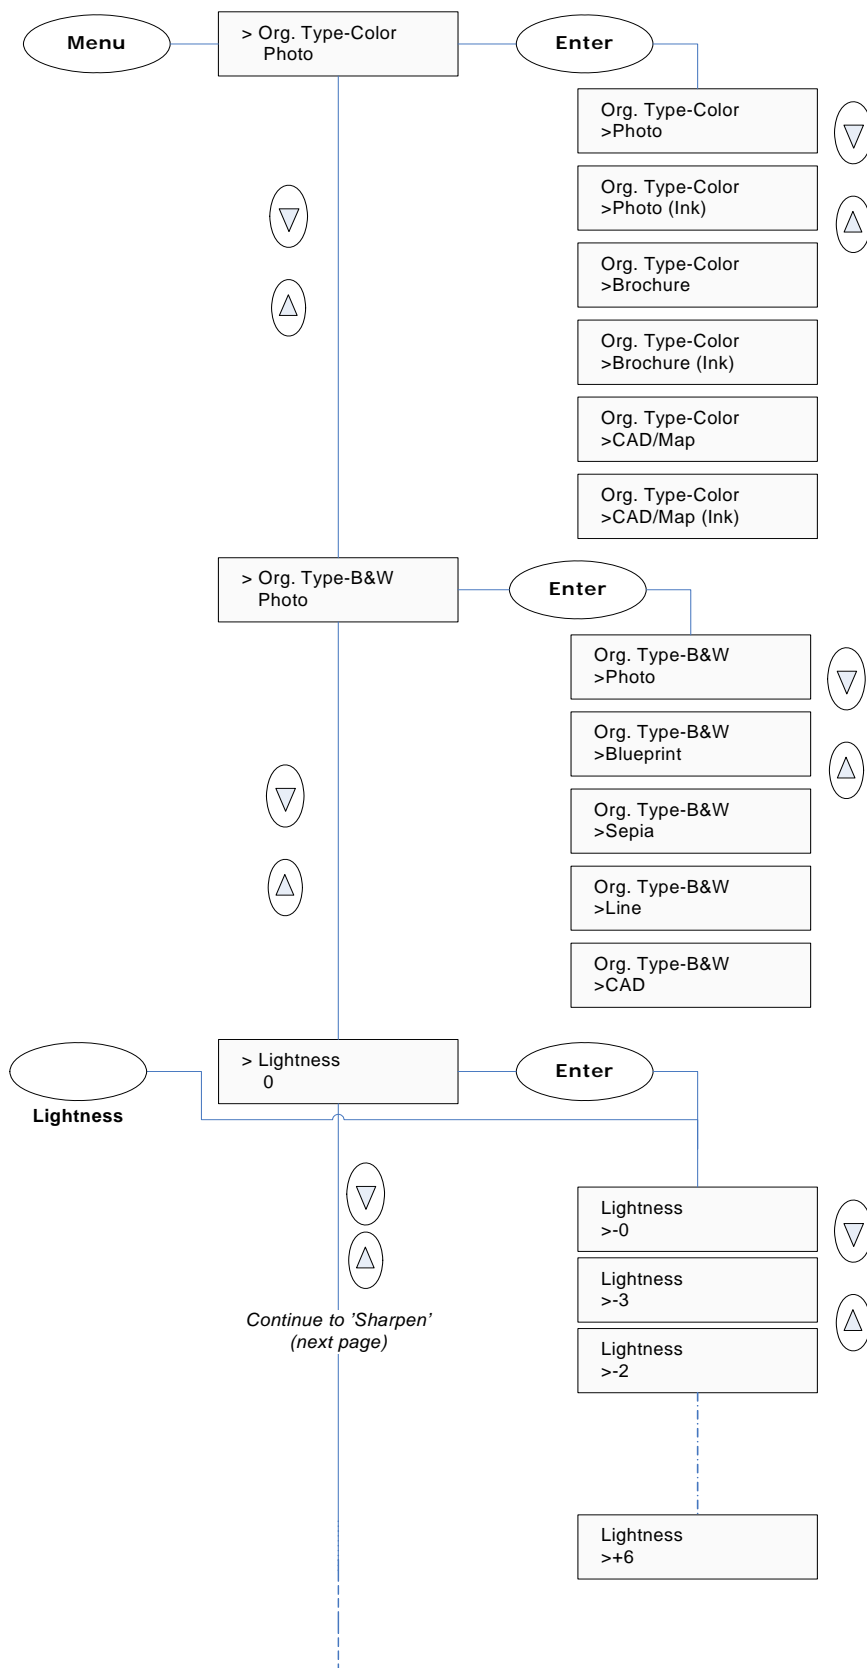 Menu
> Org. Type-Color
Photo
Enter
Org. Type-Color
>Photo
Org. Type-Color
>Photo (Ink)
Org. Type-Color
>Brochure
Org. Type-Color
>Brochure (Ink)
Org. Type-Color
>CAD/Map
Org. Type-Color
>CAD/Map (Ink)
> Org. Type-B&W
Photo
Enter
Org. Type-B&W
>Photo
Org. Type-B&W
>Blueprint
Org. Type-B&W
>Sepia
Org. Type-B&W
>Line
Org. Type-B&W
>CAD
Lightness
> Lightness
0
Enter
Lightness
>-0
Lightness
>-3
Lightness
>-2
Lightness
>+6
Continue to 'Sharpen'
(next page)